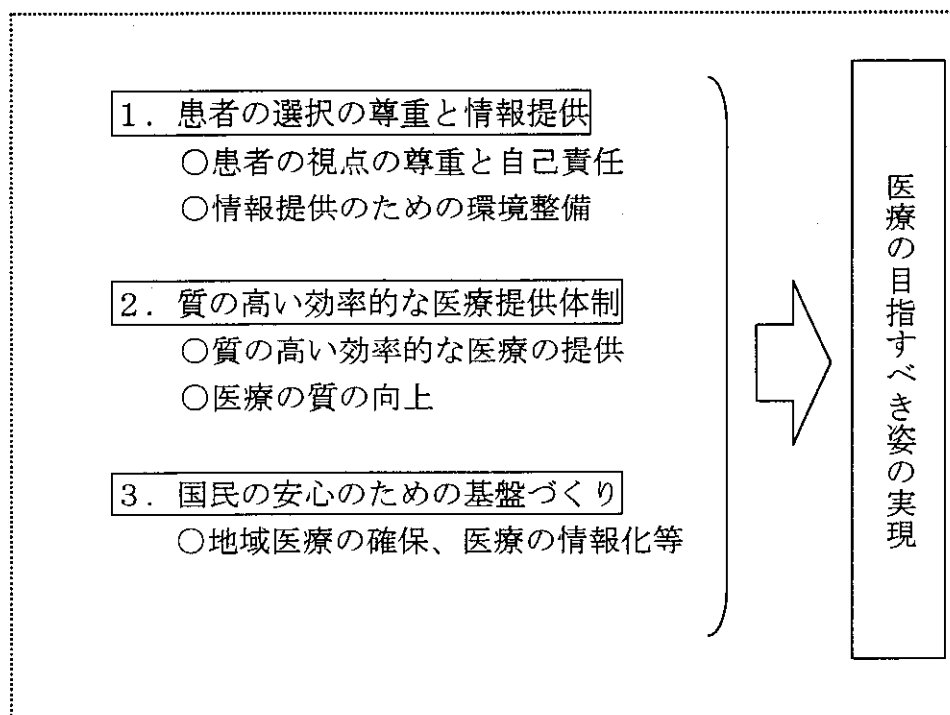 1．患者の選択の尊重と情報提供
○患者の視点の尊重と自己責任
○情報提供のための環境整備
2．質の高い効率的な医療提供体制
○質の高い効率的な医療の提供
○医療の質の向上
3．国民の安心のための基盤づくり
○地域医療の確保、医療の情報化等
医療の目指すべき姿の実現